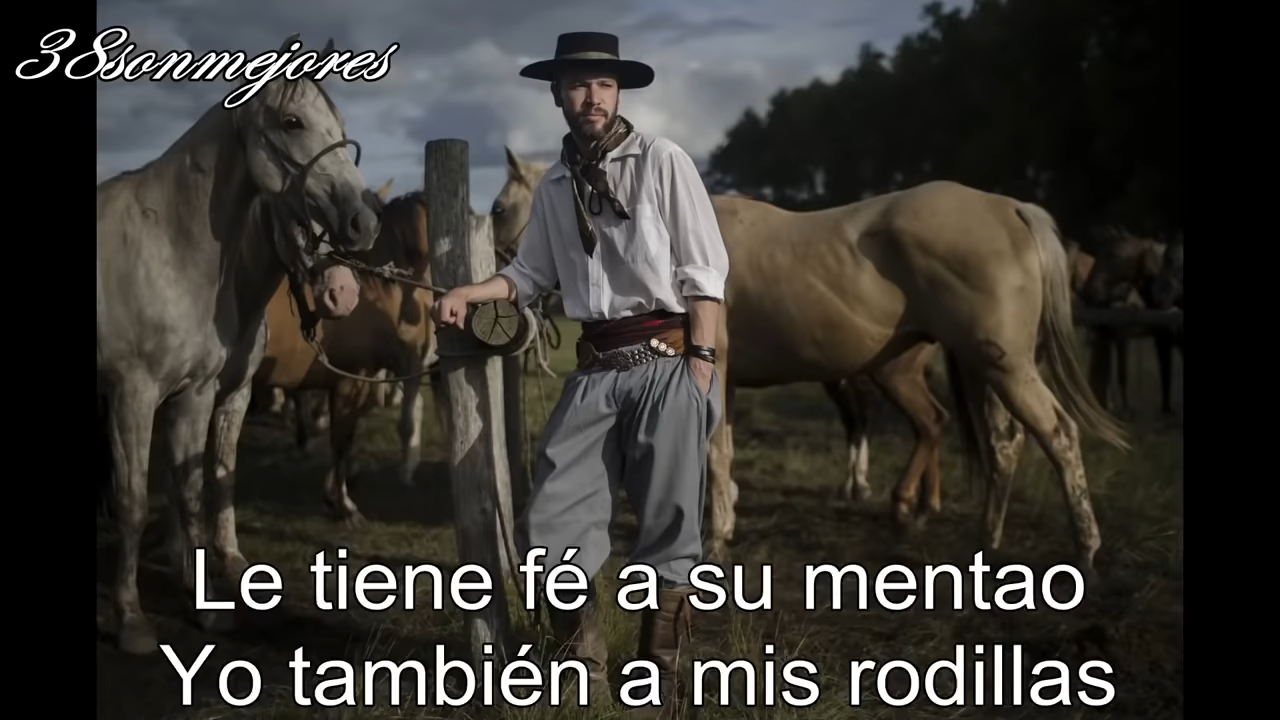 38sonmejores
Le tiene fé a su mentao
Yo también a mis rodillas